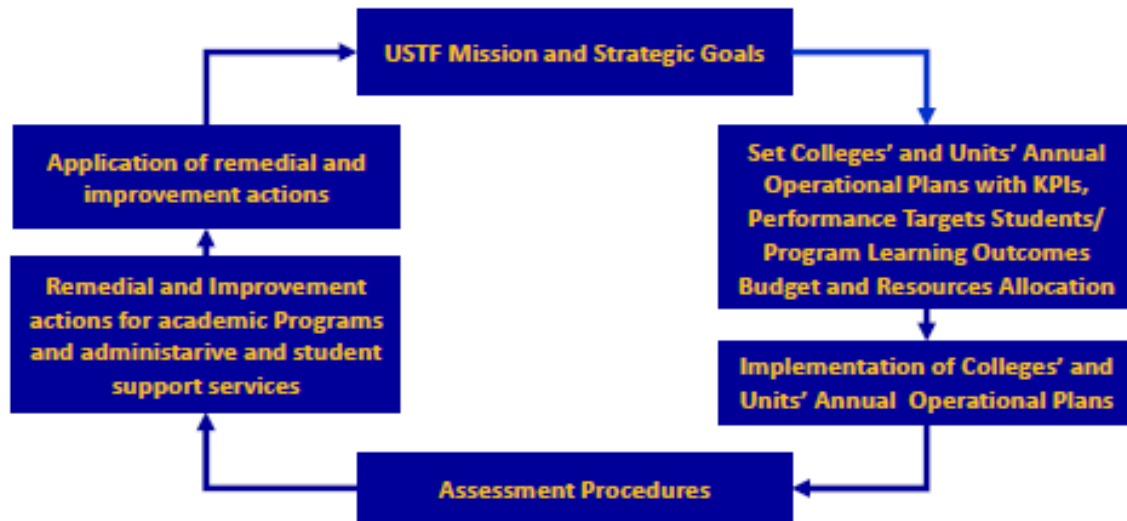 USTF Mission and Strategic Goals
Set Colleges’ and Units’ Annual
Operational Plans with KPIs,
Performance Targets Students/
Program Learning Outcomes
Budget and Resources Allocation
Implementation of Colleges’ and
Units’ Annual Operational Plans
Assessment Procedures
Remedial and Improvement
actions for academic Programs
and administarive and student
support services
Application of remedial and
improvement actions